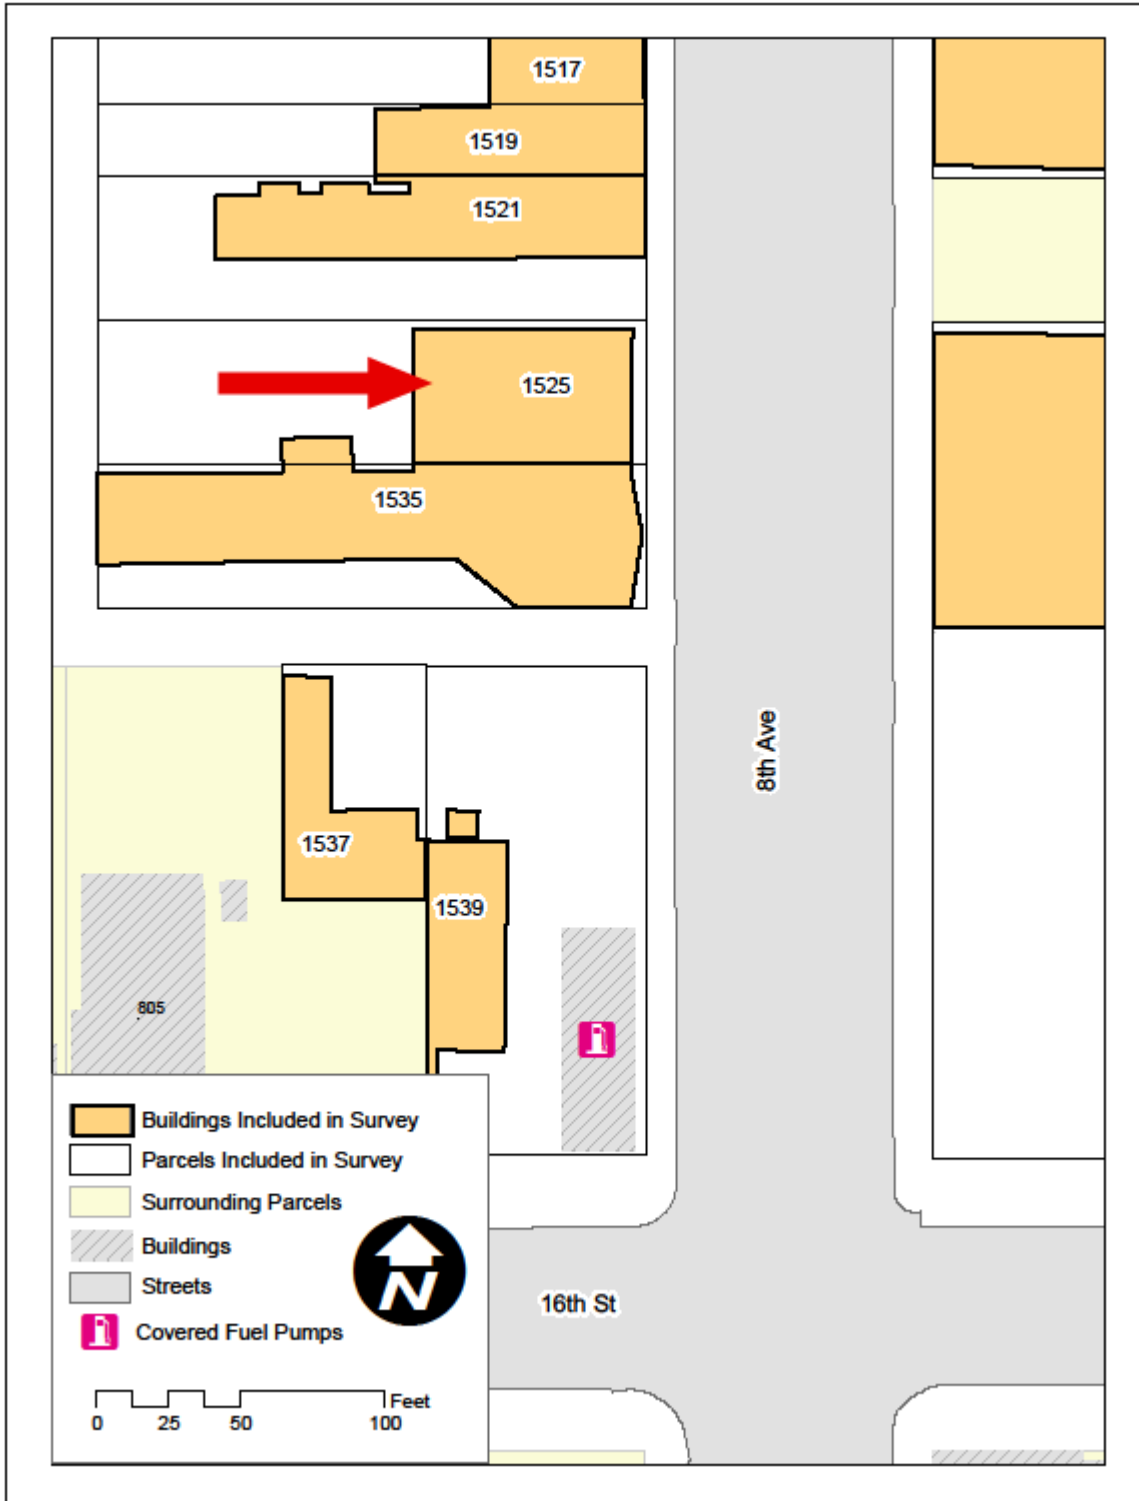 1517
1519
1521
1525
1535
8th Ave
1537
1539
805
Buildings Included in Survey
Parcels Included in Survey
Surrounding Parcels
Buildings
Streets
Covered Fuel Pumps
N
16th St
Feet
0 25 50 100